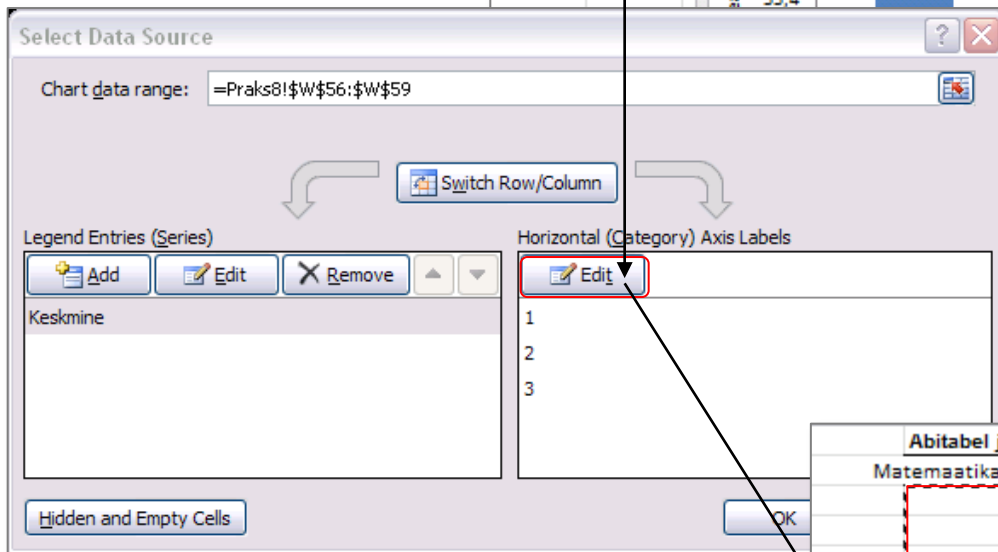 Select Data Source
Chart data range: =Praks8!$W$56:$W$59
Switch Row/Column
Legend Entries (Series)
Horizontal (Category) Axis Labels
Add Edit Remove
Edit
Keskmine
1
2
3
Abitabel
Matemaatika
Hidden and Empty Cells
OK